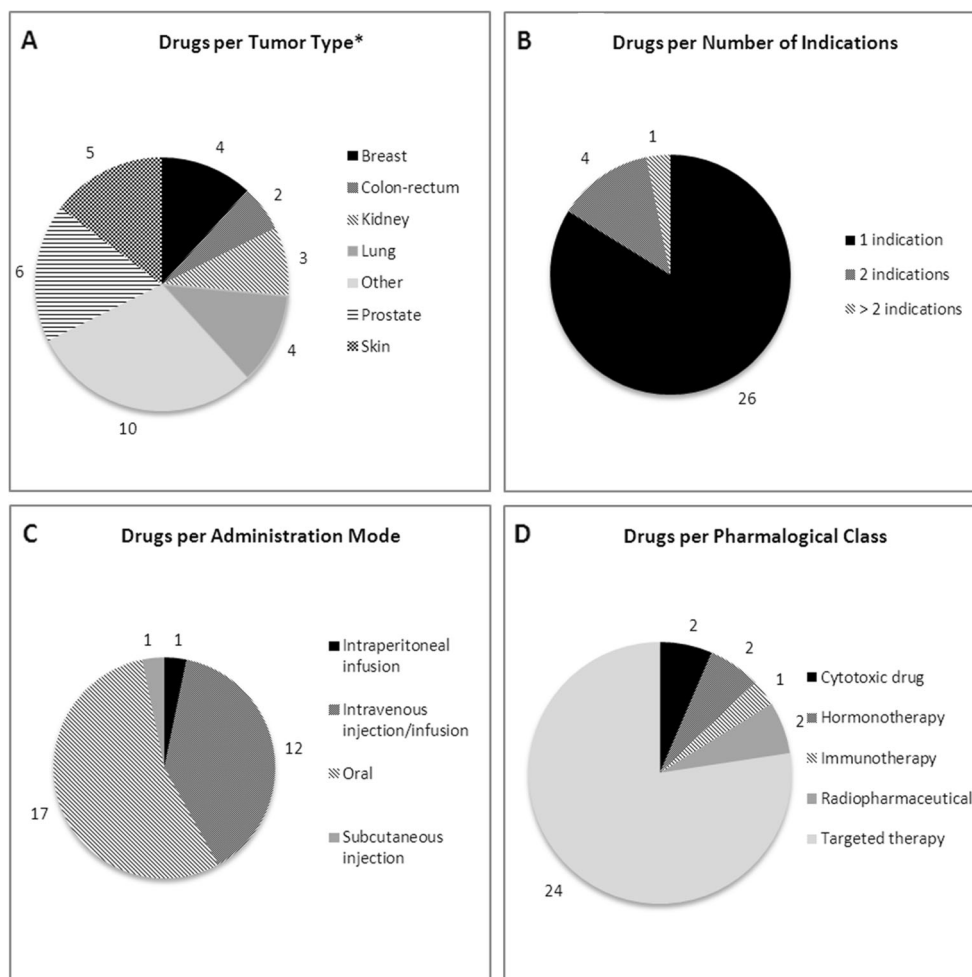 A
Drugs per Tumor Type*
5
4
2
3
4
10
6
Breast
Colon-rectum
Kidney
Lung
Other
Prostate
Skin
B
Drugs per Number of Indications
1
4
26
1 indication
2 indications
> 2 indications
C
Drugs per Administration Mode
1
1
12
17
Intraperitoneal
infusion
Intravenous
injection/infusion
Oral
Subcutaneous
injection
D
Drugs per Pharmalogical Class
2
2
1
2
24
Cytotoxic drug
Hormonotherapy
Immunotherapy
Radiopharmaceutical
Targeted therapy